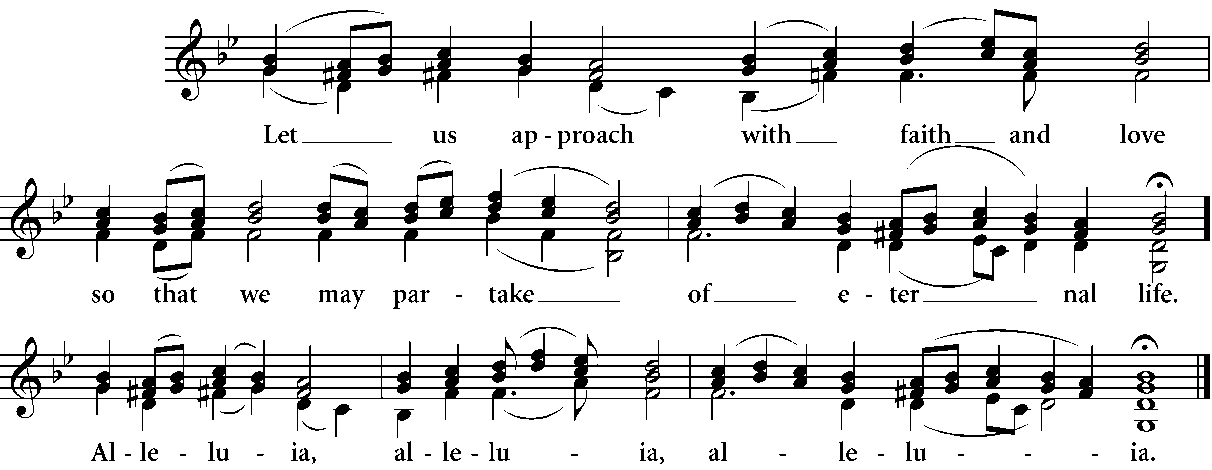 Let us ap - proach with faith and love
so that we may par - take of e - ter nal life.
Al - le - lu - ia, al - le - lu - ia, al - le - lu - - - ia.